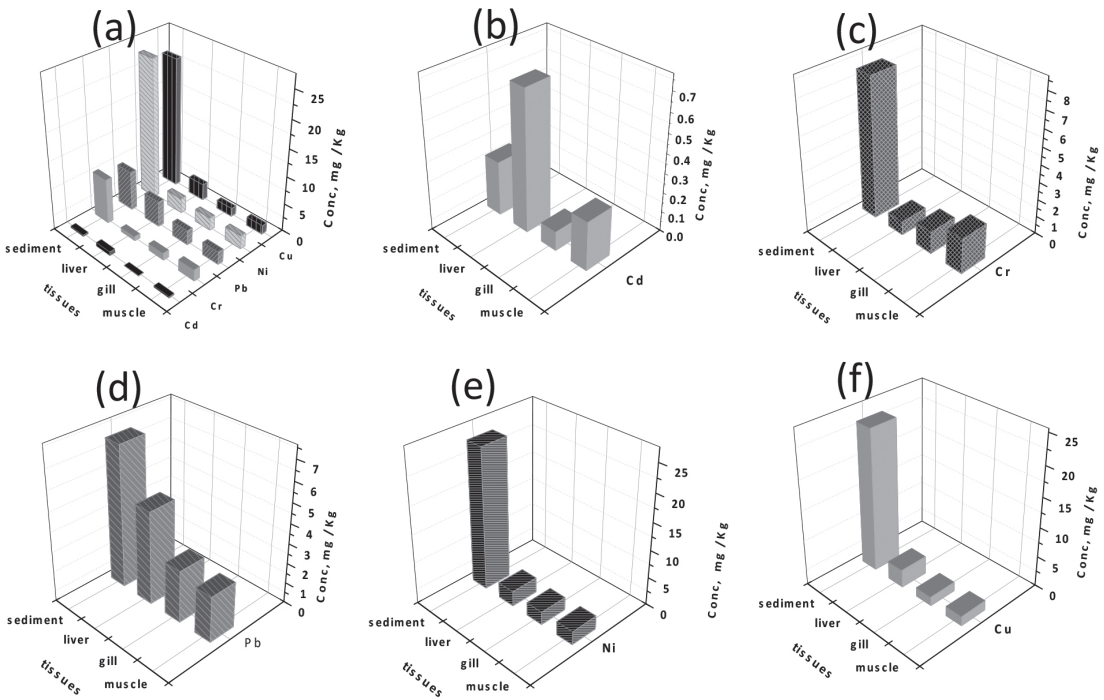 (a)
25
20
15
10
5
0
Conc, mg /Kg
sediment
liver
gill
muscle
tissues
Cd
Cr
Pb
Ni
Cu
(b)
0.7
0.6
0.5
0.4
0.3
0.2
0.1
0.0
Conc, mg /Kg
sediment
liver
gill
muscle
tissues
Cd
(c)
8
7
6
5
4
3
2
1
0
Conc, mg /Kg
sediment
liver
gill
muscle
tissues
Cr
(d)
7
6
5
4
3
2
1
0
Conc, mg /Kg
sediment
liver
gill
muscle
tissues
Pb
(e)
25
20
15
10
5
0
Conc, mg /Kg
sediment
liver
gill
muscle
tissues
Ni
(f)
25
20
15
10
5
0
Conc, mg /Kg
sediment
liver
gill
muscle
tissues
Cu